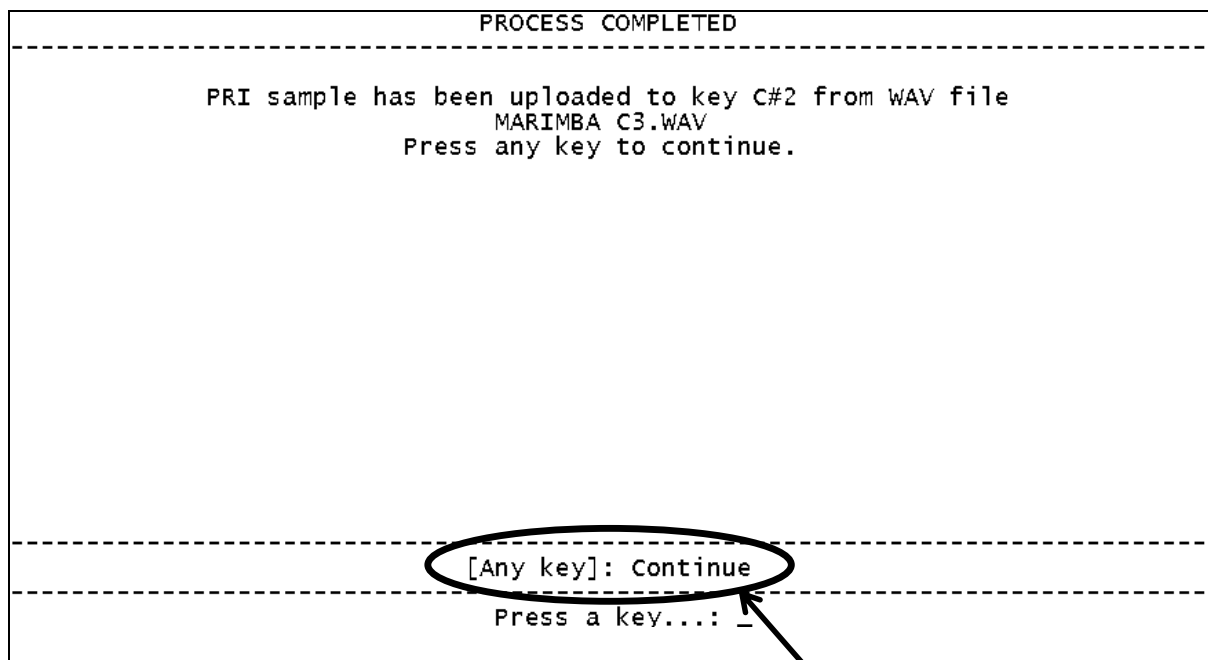 PROCESS COMPLETED
PRI sample has been uploaded to key C#2 from WAV file
MARIMBA C3.WAV
Press any key to continue.
[Any key]: Continue
Press a key...: _